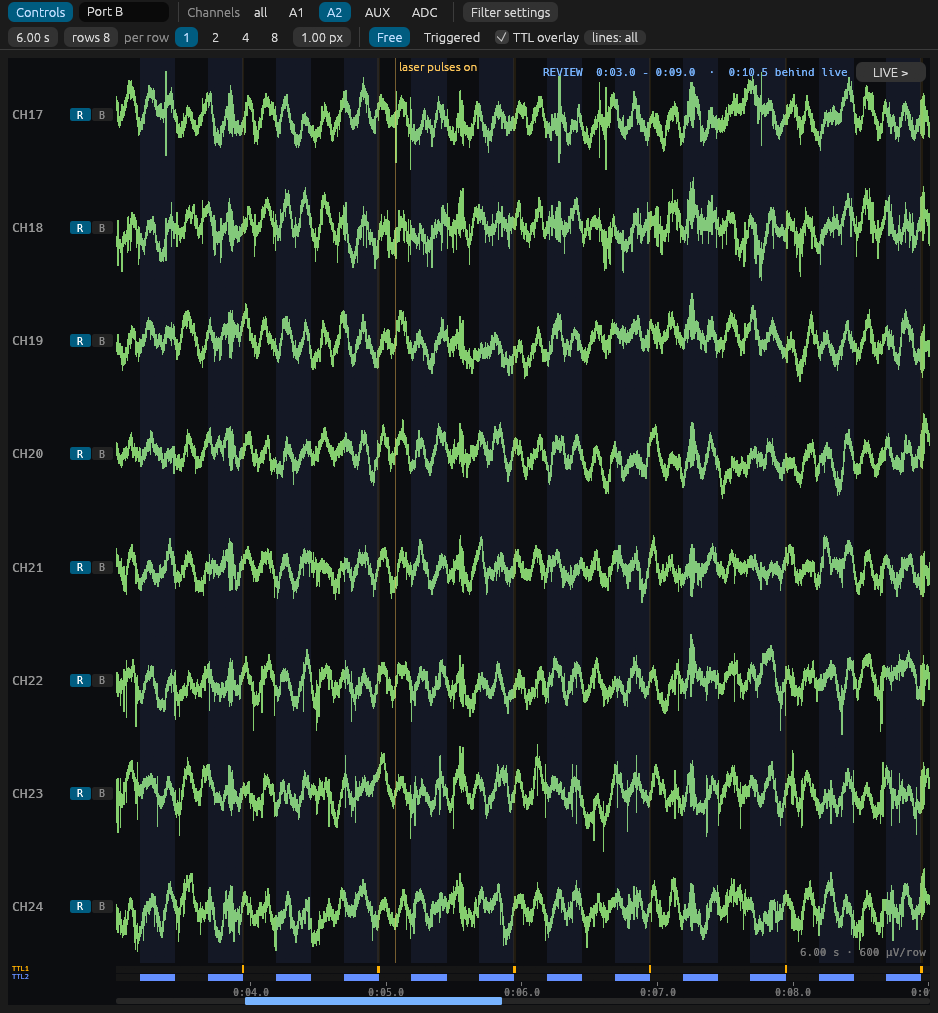 Controls Port B Channels all A1 A2 AUX ADC Filter settings
6.00 s rows 8 per row 1 2 4 8 1.00 px Free Triggered TTL overlay lines: all
laser pulses on
REVIEW 0:03.0 - 0:09.0 · 0:10.5 behind live LIVE >
CH17 R B
CH18 R B
CH19 R B
CH20 R B
CH21 R B
CH22 R B
CH23 R B
CH24 R B
6.00 s · 600 µV/row
TTL1
TTL2
0:04.0 0:05.0 0:06.0 0:07.0 0:08.0 0:0